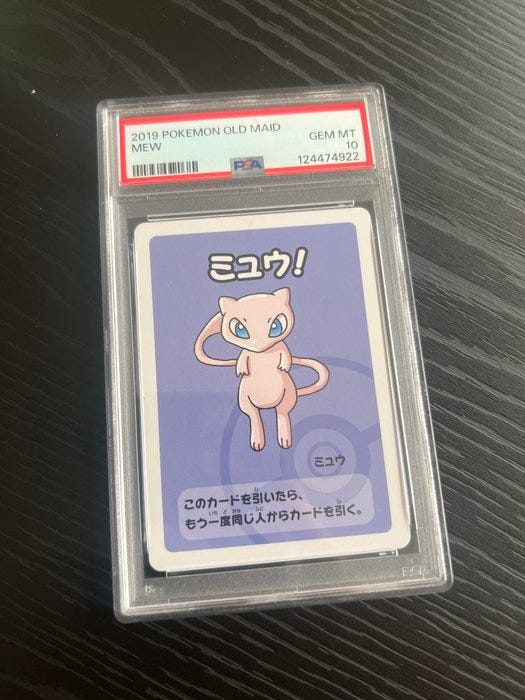 2019 POKEMON OLD MAID
MEW
GEM MT
10
PSA
124474922
ミュウ!
ミュウ
このカードを引いたら、
もう一度同じ人からカードを引く。